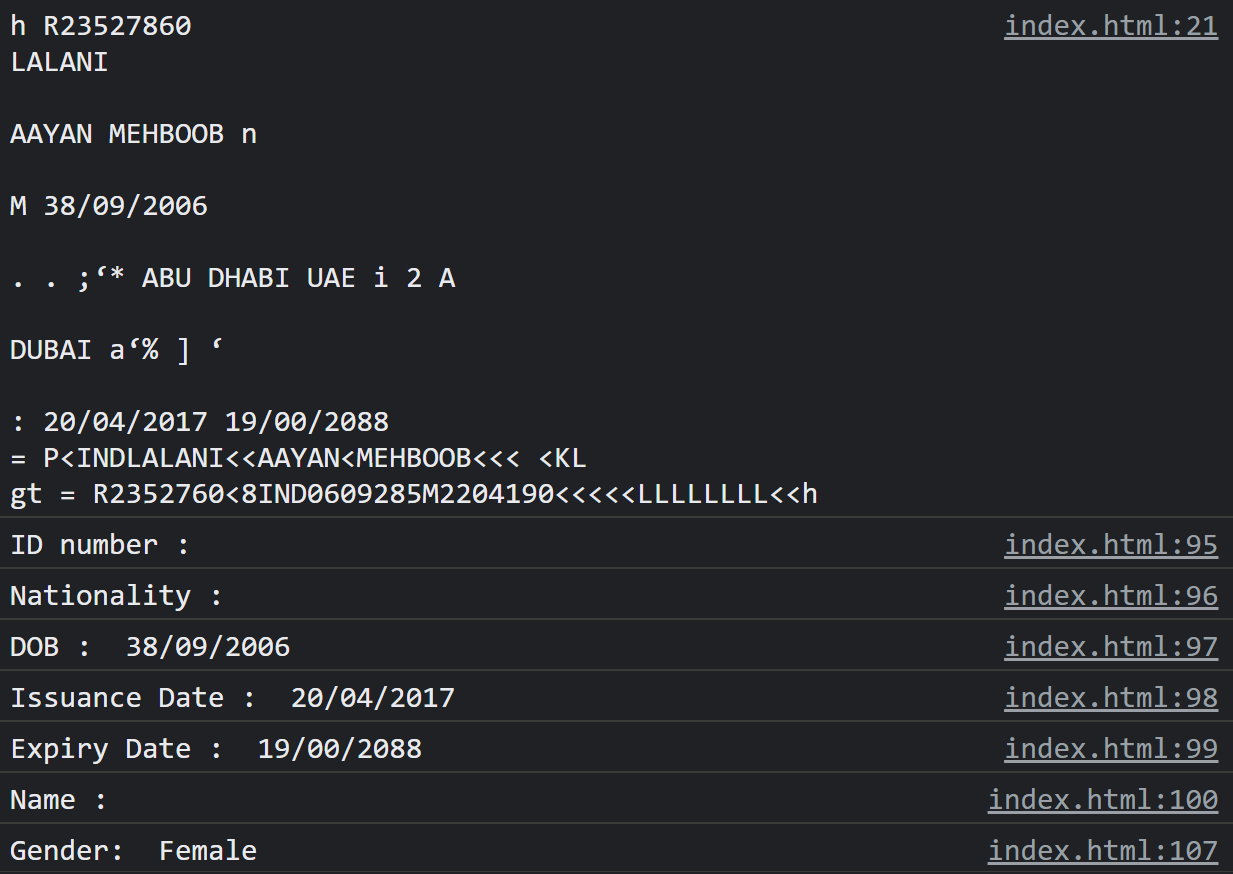 h R23527860 index.html:21
LALANI
AAYAN MEHBOOB n
M 38/09/2006
. . ;‘* ABU DHABI UAE i 2 A
DUBAI a‘% ] ‘
: 20/04/2017 19/00/2088
= P<INDLALANI<<AAYAN<MEHBOOB<<< <KL
gt = R2352760<8IND0609285M2204190<<<<<LLLLLLLL<<h
ID number : index.html:95
Nationality : index.html:96
DOB :  38/09/2006 index.html:97
Issuance Date :  20/04/2017 index.html:98
Expiry Date :  19/00/2088 index.html:99
Name : index.html:100
Gender:  Female index.html:107